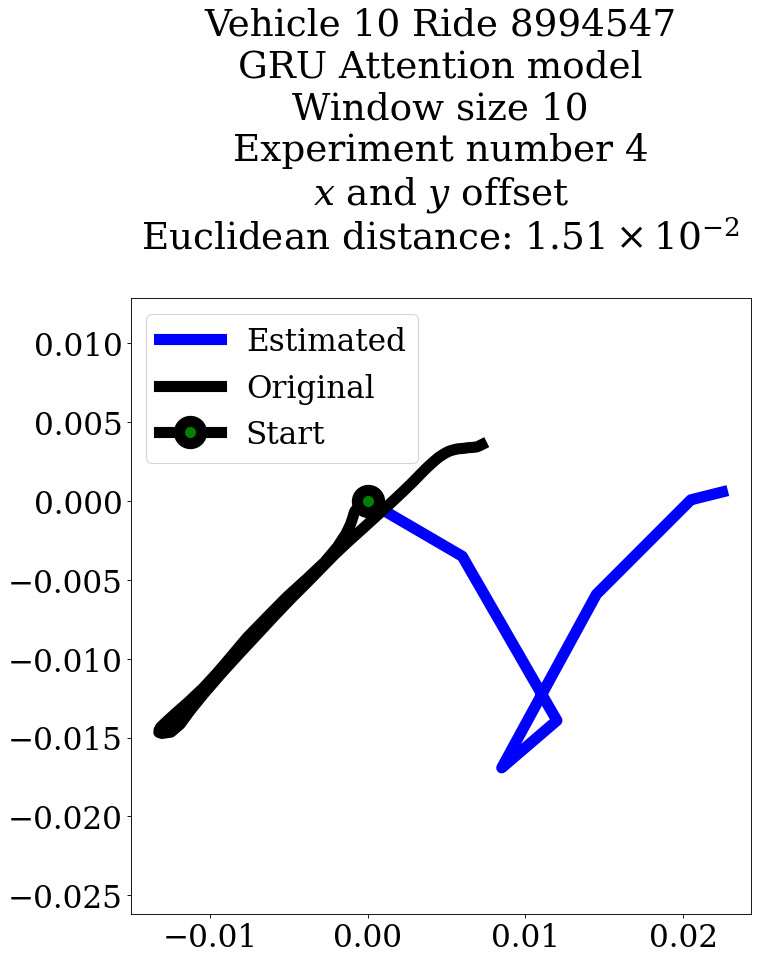 Vehicle 10 Ride 8994547
GRU Attention model
Window size 10
Experiment number 4
x and y offset
Euclidean distance: 1.51 × 10⁻²
Estimated
Original
Start
0.010
0.005
0.000
−0.005
−0.010
−0.015
−0.020
−0.025
−0.01
0.00
0.01
0.02